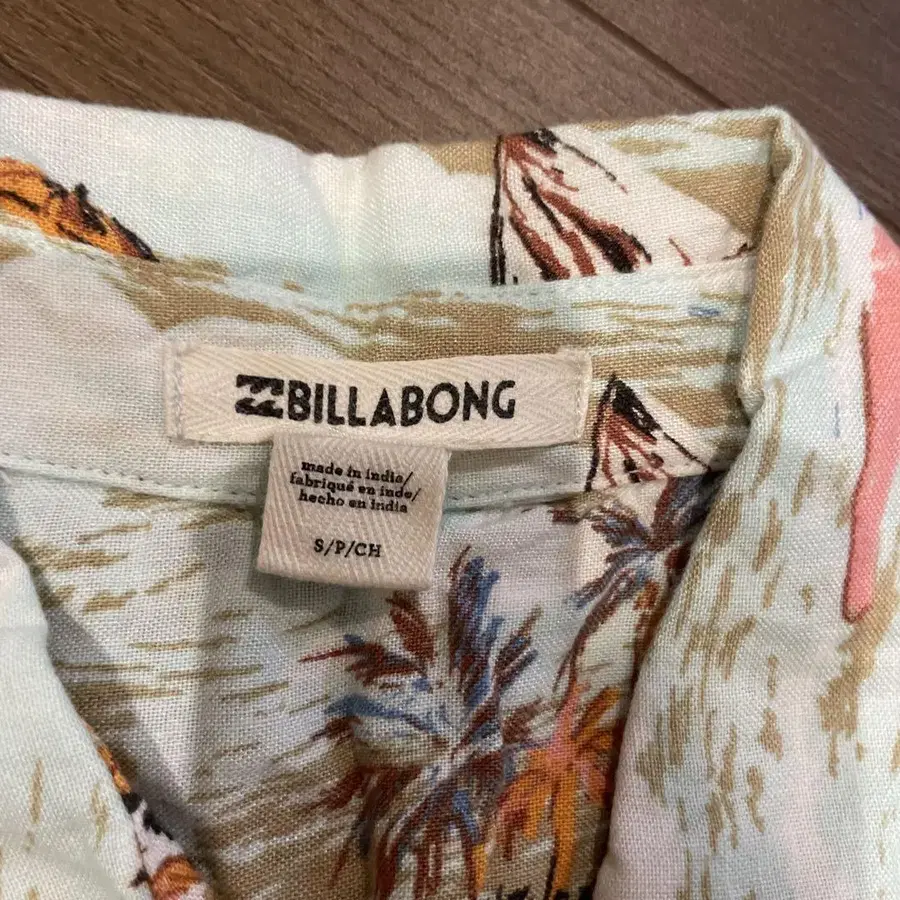 BILLABONG
made in india/
fabriqué en inde/
hecho en india
S/P/CH